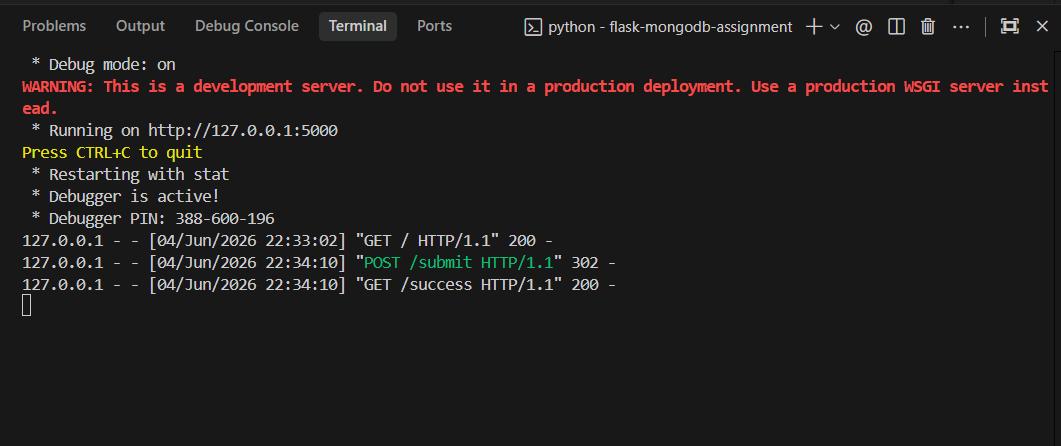 Problems Output Debug Console Terminal Ports python - flask-mongodb-assignment
* Debug mode: on
WARNING: This is a development server. Do not use it in a production deployment. Use a production WSGI server inst
ead.
* Running on http://127.0.0.1:5000
Press CTRL+C to quit
* Restarting with stat
* Debugger is active!
* Debugger PIN: 388-600-196
127.0.0.1 - - [04/Jun/2026 22:33:02] "GET / HTTP/1.1" 200 -
127.0.0.1 - - [04/Jun/2026 22:34:10] "POST /submit HTTP/1.1" 302 -
127.0.0.1 - - [04/Jun/2026 22:34:10] "GET /success HTTP/1.1" 200 -